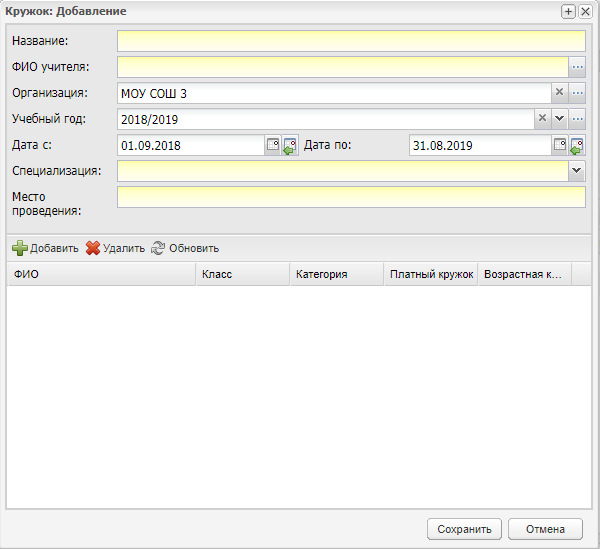 Кружок: Добавление
Название:
ФИО учителя:
Организация: МОУ СОШ 3
Учебный год: 2018/2019
Дата с: 01.09.2018 Дата по: 31.08.2019
Специализация:
Место
проведения:
Добавить Удалить Обновить
ФИО Класс Категория Платный кружок Возрастная к...
Сохранить Отмена